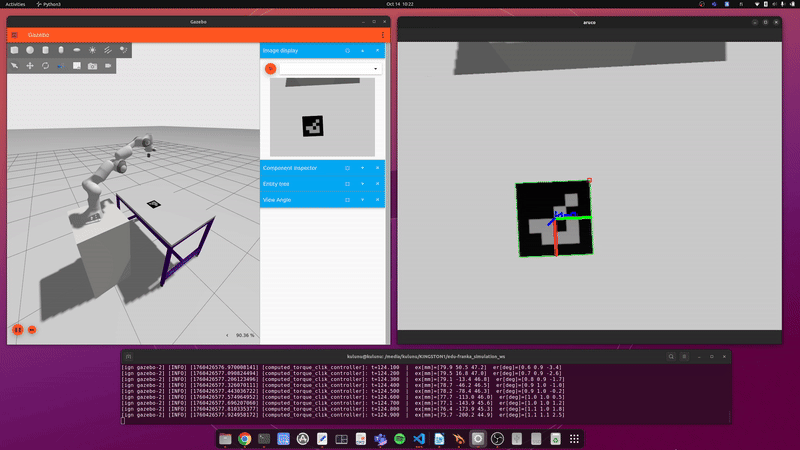 Activities
Python3
Oct 14 10:22
Gazebo
Gazebo
Image display
Component inspector
Entity tree
View Angle
90.36 %
aruco
kuluno@kuluno: /media/kuluno/KINGSTON1/edo-franka_simulation_ws
[ign gazebo-2] [INFO] [1760426576.970008141] [computed_torque_clik_controller]: t=124.100 | ex[mm]=[79.9 50.5 47.2] er[deg]=[0.6 0.9 -3.4]
[ign gazebo-2] [INFO] [1760426577.090824494] [computed_torque_clik_controller]: t=124.200 | ex[mm]=[79.5 16.8 47.0] er[deg]=[0.7 0.9 -2.6]
[ign gazebo-2] [INFO] [1760426577.206123496] [computed_torque_clik_controller]: t=124.300 | ex[mm]=[79.1 -13.4 46.8] er[deg]=[0.8 0.9 -1.7]
[ign gazebo-2] [INFO] [1760426577.326070311] [computed_torque_clik_controller]: t=124.400 | ex[mm]=[78.7 -46.2 46.5] er[deg]=[0.9 1.0 -1.0]
[ign gazebo-2] [INFO] [1760426577.443036722] [computed_torque_clik_controller]: t=124.500 | ex[mm]=[78.2 -78.4 46.3] er[deg]=[0.9 1.0 -0.2]
[ign gazebo-2] [INFO] [1760426577.574964952] [computed_torque_clik_controller]: t=124.600 | ex[mm]=[77.7 -113.0 46.0] er[deg]=[1.0 1.0 0.5]
[ign gazebo-2] [INFO] [1760426577.696207060] [computed_torque_clik_controller]: t=124.700 | ex[mm]=[77.1 -143.9 45.6] er[deg]=[1.0 1.0 1.2]
[ign gazebo-2] [INFO] [1760426577.810335377] [computed_torque_clik_controller]: t=124.800 | ex[mm]=[76.4 -173.9 45.3] er[deg]=[1.1 1.0 1.8]
[ign gazebo-2] [INFO] [1760426577.924950172] [computed_torque_clik_controller]: t=124.900 | ex[mm]=[75.7 -200.2 44.9] er[deg]=[1.1 1.1 2.5]